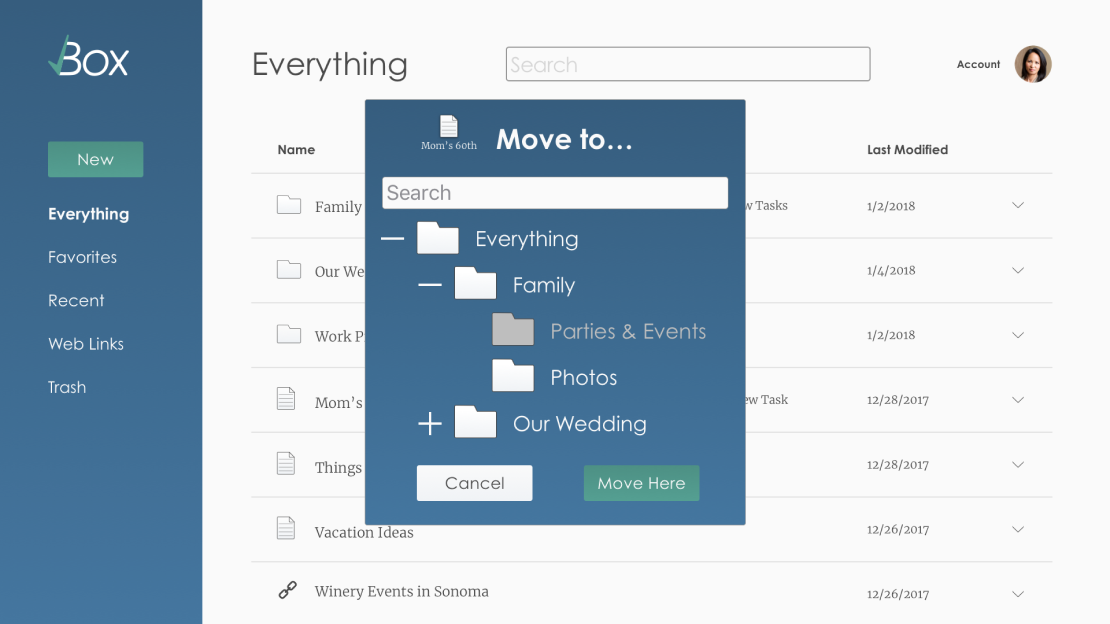 Box
Everything
Search
Account
New
Everything
Favorites
Recent
Web Links
Trash
Name
Last Modified
Family
Tasks
1/2/2018
Our
1/4/2018
Work
1/2/2018
Mom's
Task
12/28/2017
Things
12/28/2017
Vacation Ideas
12/26/2017
Winery Events in Sonoma
12/26/2017
Mom's 60th
Move to...
Search
Everything
Family
Parties & Events
Photos
Our Wedding
Cancel
Move Here